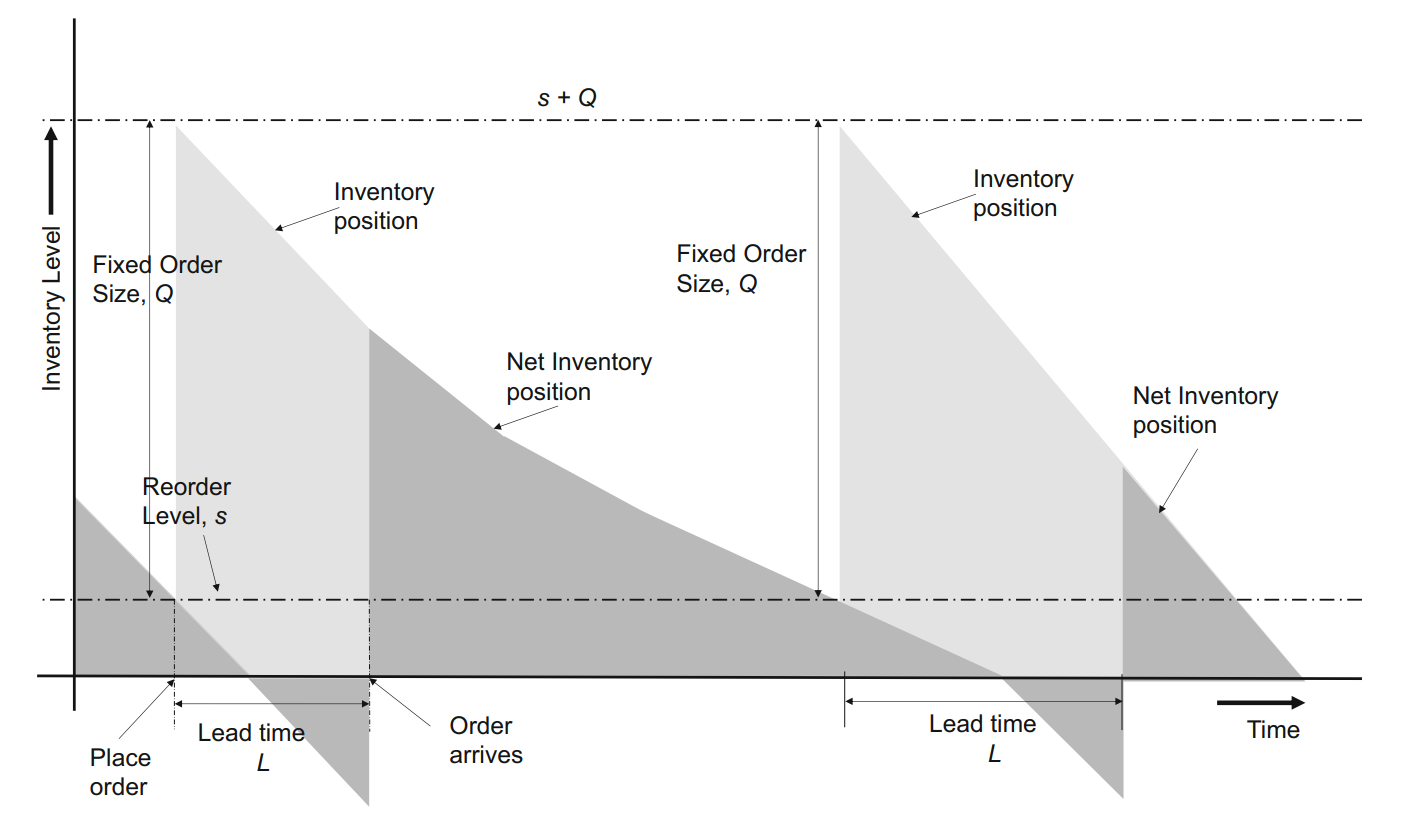 s + Q
Inventory Level
Inventory
position
Inventory
position
Fixed Order
Size, Q
Fixed Order
Size, Q
Net Inventory
position
Net Inventory
position
Reorder
Level, s
Place
order
Lead time
L
Order
arrives
Lead time
L
Time